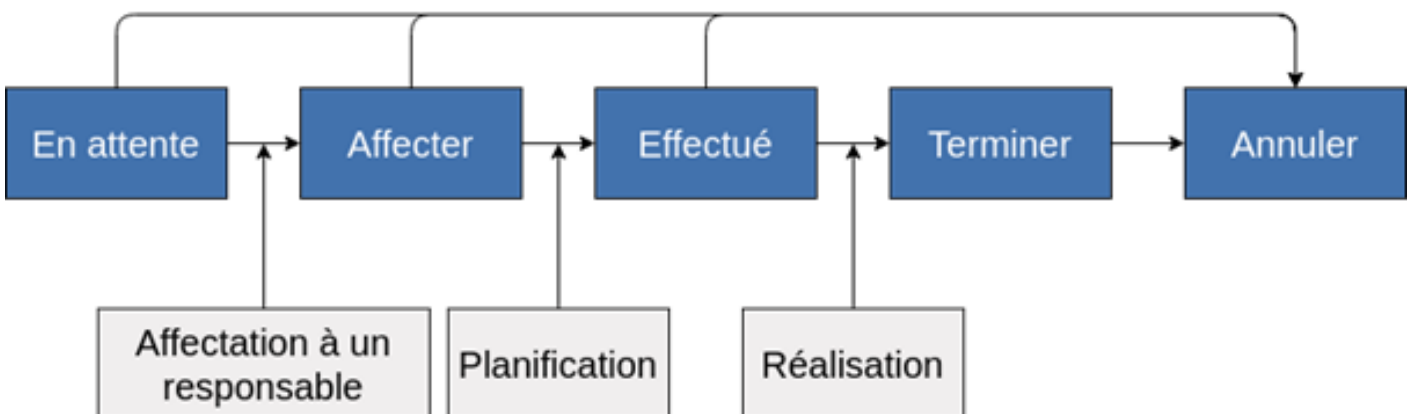 En attente
Affecter
Effectué
Terminer
Annuler
Affectation à un
responsable
Planification
Réalisation